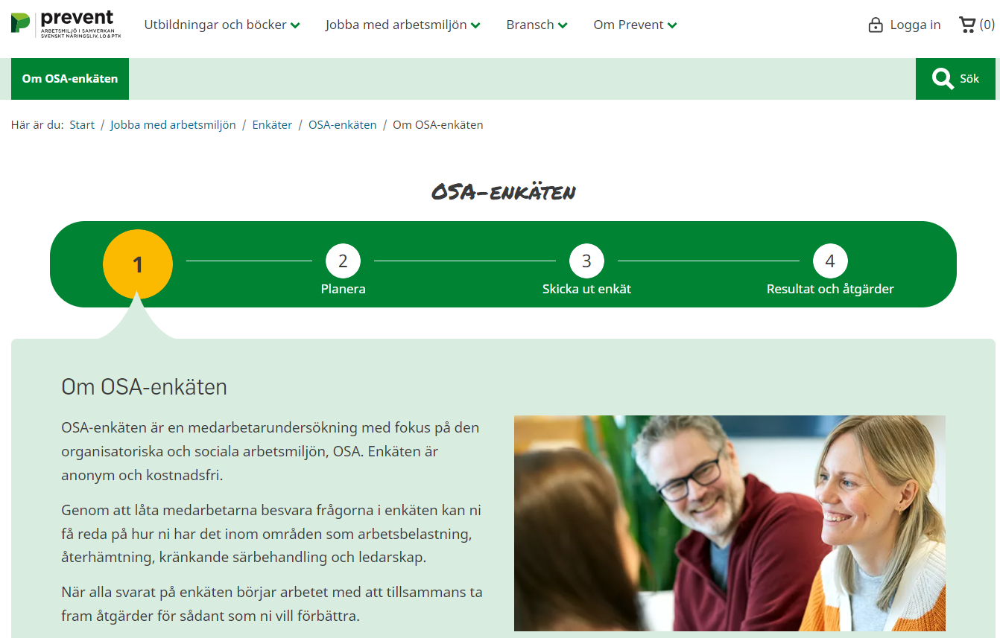 prevent
ARBETSMILJÖ I SAMVERKAN
SVENSKT NÄRINGSLIV, LO & PTK
Utbildningar och böcker
Jobba med arbetsmiljön
Bransch
Om Prevent
Logga in
(0)
Om OSA-enkäten
Sök
Här är du: Start / Jobba med arbetsmiljön / Enkäter / OSA-enkäten / Om OSA-enkäten
OSA-ENKÄTEN
1
2
3
4
Planera
Skicka ut enkät
Resultat och åtgärder
Om OSA-enkäten
OSA-enkäten är en medarbetarundersökning med fokus på den
organisatoriska och sociala arbetsmiljön, OSA. Enkäten är
anonym och kostnadsfri.
Genom att låta medarbetarna besvara frågorna i enkäten kan ni
få reda på hur ni har det inom områden som arbetsbelastning,
återhämtning, kränkande särbehandling och ledarskap.
När alla svarat på enkäten börjar arbetet med att tillsammans ta
fram åtgärder för sådant som ni vill förbättra.